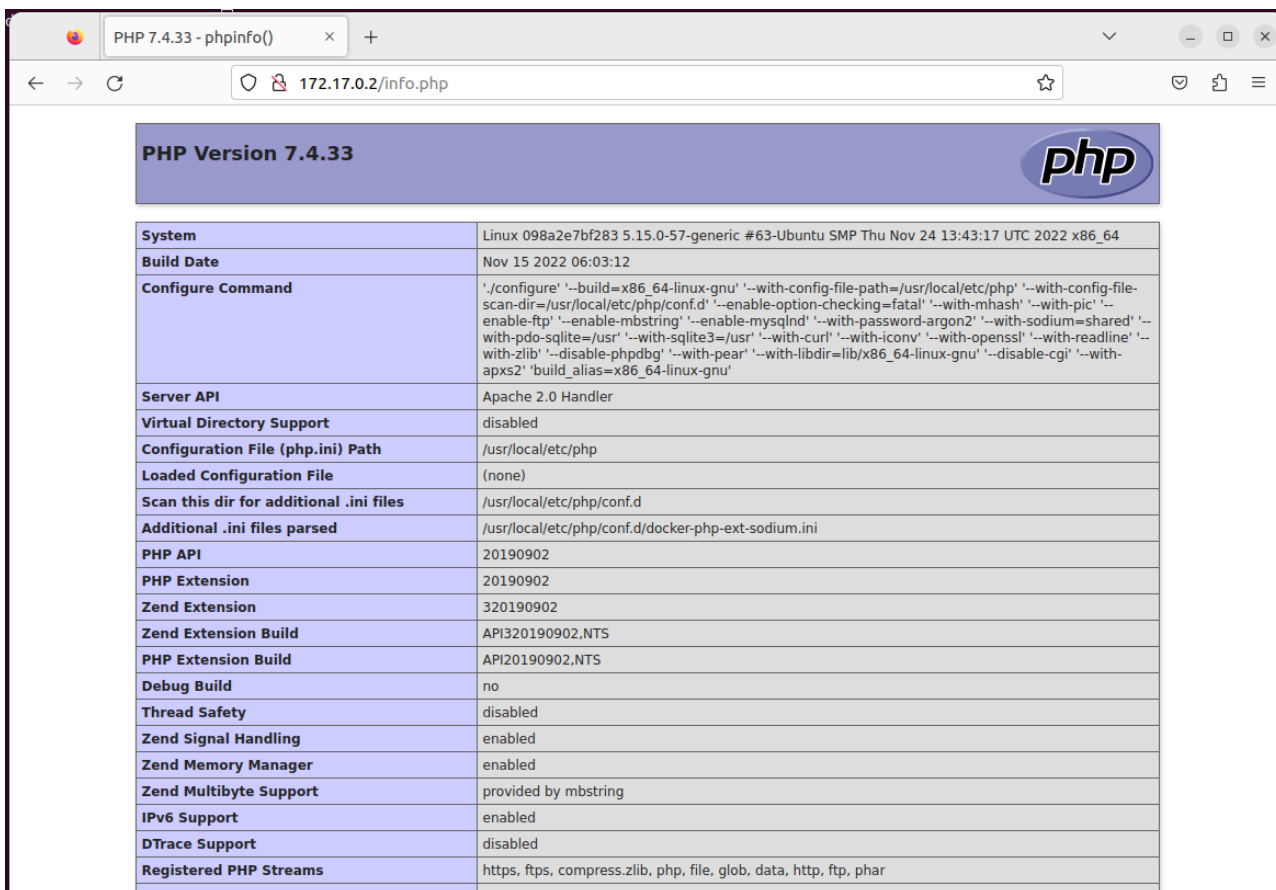 PHP 7.4.33 - phpinfo()
172.17.0.2/info.php
PHP Version 7.4.33
php
System Linux 098a2e7bf283 5.15.0-57-generic #63-Ubuntu SMP Thu Nov 24 13:43:17 UTC 2022 x86_64
Build Date Nov 15 2022 06:03:12
Configure Command './configure' '--build=x86_64-linux-gnu' '--with-config-file-path=/usr/local/etc/php' '--with-config-file-
scan-dir=/usr/local/etc/php/conf.d' '--enable-option-checking=fatal' '--with-mhash' '--with-pic' '--
enable-ftp' '--enable-mbstring' '--enable-mysqlnd' '--with-password-argon2' '--with-sodium=shared' '--
with-pdo-sqlite=/usr' '--with-sqlite3=/usr' '--with-curl' '--with-iconv' '--with-openssl' '--with-readline' '--
with-zlib' '--disable-phpdbg' '--with-pear' '--with-libdir=lib/x86_64-linux-gnu' '--disable-cgi' '--with-
apxs2' 'build_alias=x86_64-linux-gnu'
Server API Apache 2.0 Handler
Virtual Directory Support disabled
Configuration File (php.ini) Path /usr/local/etc/php
Loaded Configuration File (none)
Scan this dir for additional .ini files /usr/local/etc/php/conf.d
Additional .ini files parsed /usr/local/etc/php/conf.d/docker-php-ext-sodium.ini
PHP API 20190902
PHP Extension 20190902
Zend Extension 320190902
Zend Extension Build API320190902,NTS
PHP Extension Build API20190902,NTS
Debug Build no
Thread Safety disabled
Zend Signal Handling enabled
Zend Memory Manager enabled
Zend Multibyte Support provided by mbstring
IPv6 Support enabled
DTrace Support disabled
Registered PHP Streams https, ftps, compress.zlib, php, file, glob, data, http, ftp, phar